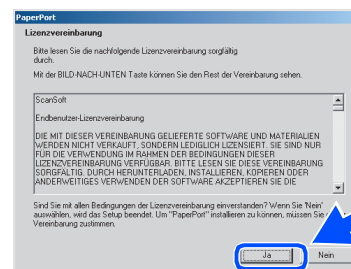 PaperPort
Lizenzvereinbarung
Bitte lesen Sie die nachfolgende Lizenzvereinbarung sorgfältig
durch.
Mit der BILD-NACH-UNTEN Taste können Sie den Rest der Vereinbarung sehen.
ScanSoft
Endbenutzer-Lizenzvereinbarung
DIE MIT DIESER VEREINBARUNG GELIEFERTE SOFTWARE UND MATERIALIEN
WERDEN NICHT VERKAUFT, SONDERN LEDIGLICH LIZENSIERT. SIE SIND NUR
FÜR DIE VERWENDUNG IM RAHMEN DER BEDINGUNGEN DIESER
LIZENZVEREINBARUNG VERFÜGBAR. BITTE LESEN SIE DIESE VEREINBARUNG
SORGFÄLTIG. DURCH HERUNTERLADEN, INSTALLIEREN, KOPIEREN ODER
ANDERWEITIGES VERWENDEN DER SOFTWARE AKZEPTIEREN SIE DIE
Sind Sie mit allen Bedingungen der Lizenzvereinbarung einverstanden? Wenn Sie 'Nein'
auswählen, wird das Setup beendet. Um "PaperPort" installieren zu können, müssen Sie
Vereinbarung zustimmen.
Ja
Nein